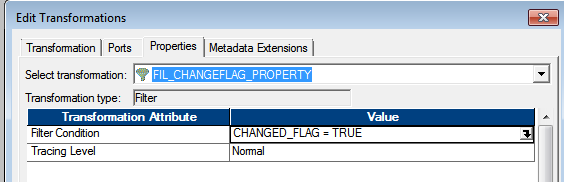 Edit Transformations
Transformation Ports Properties Metadata Extensions
Select transformation: FIL_CHANGEFLAG_PROPERTY
Transformation type: Filter
Transformation Attribute Value
Filter Condition CHANGED_FLAG = TRUE
Tracing Level Normal